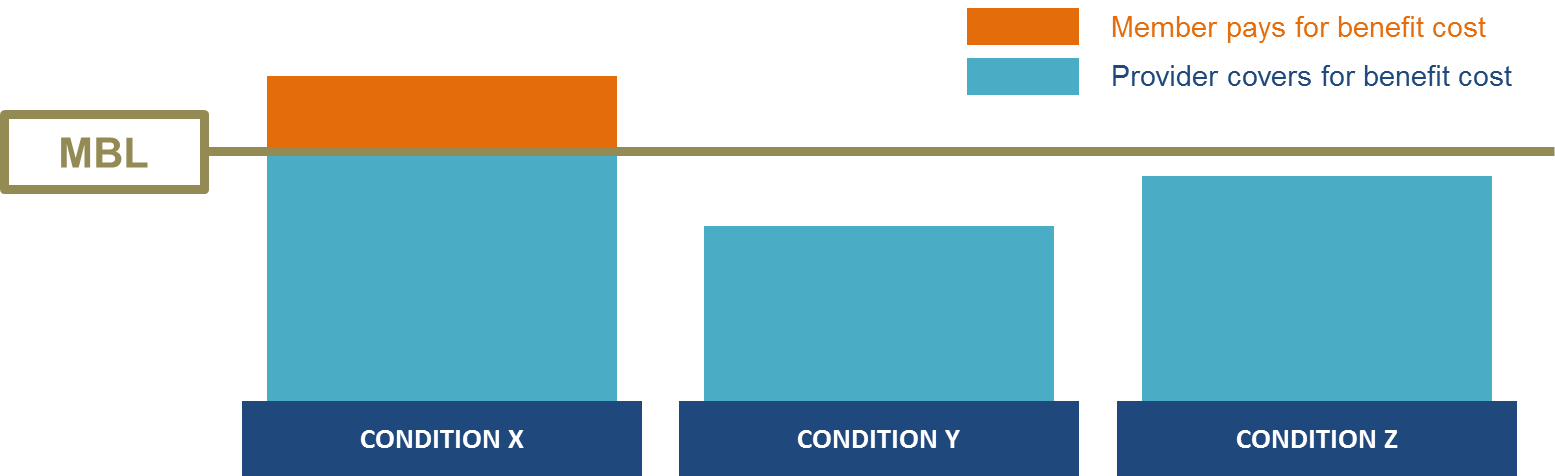 Member pays for benefit cost
Provider covers for benefit cost
MBL
CONDITION X
CONDITION Y
CONDITION Z